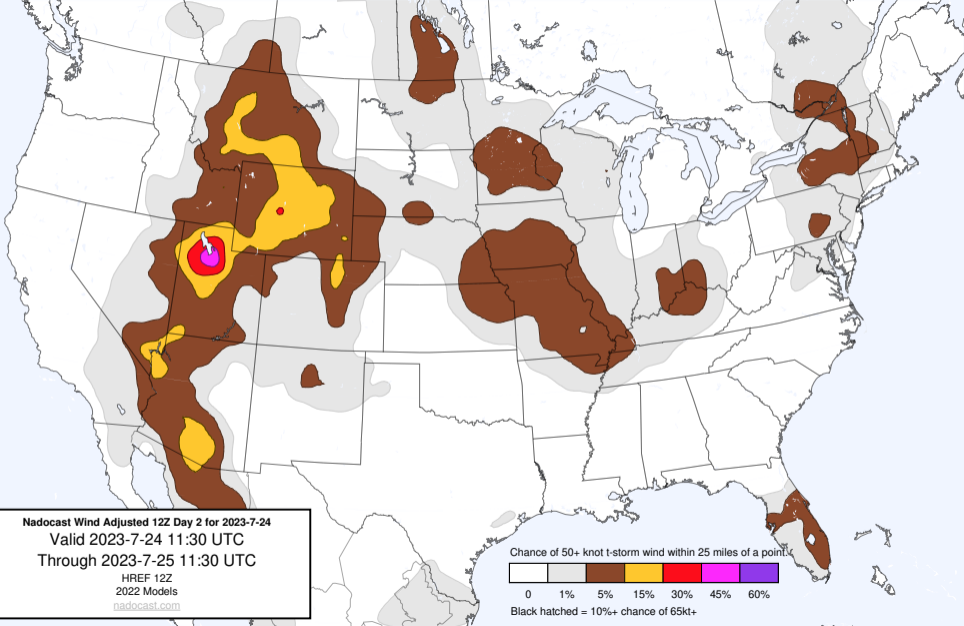 Nadocast Wind Adjusted 12Z Day 2 for 2023-7-24
Valid 2023-7-24 11:30 UTC
Through 2023-7-25 11:30 UTC
HREF 12Z
2022 Models
nadocast.com
Chance of 50+ knot t-storm wind within 25 miles of a point.
0 1% 5% 15% 30% 45% 60%
Black hatched = 10%+ chance of 65kt+